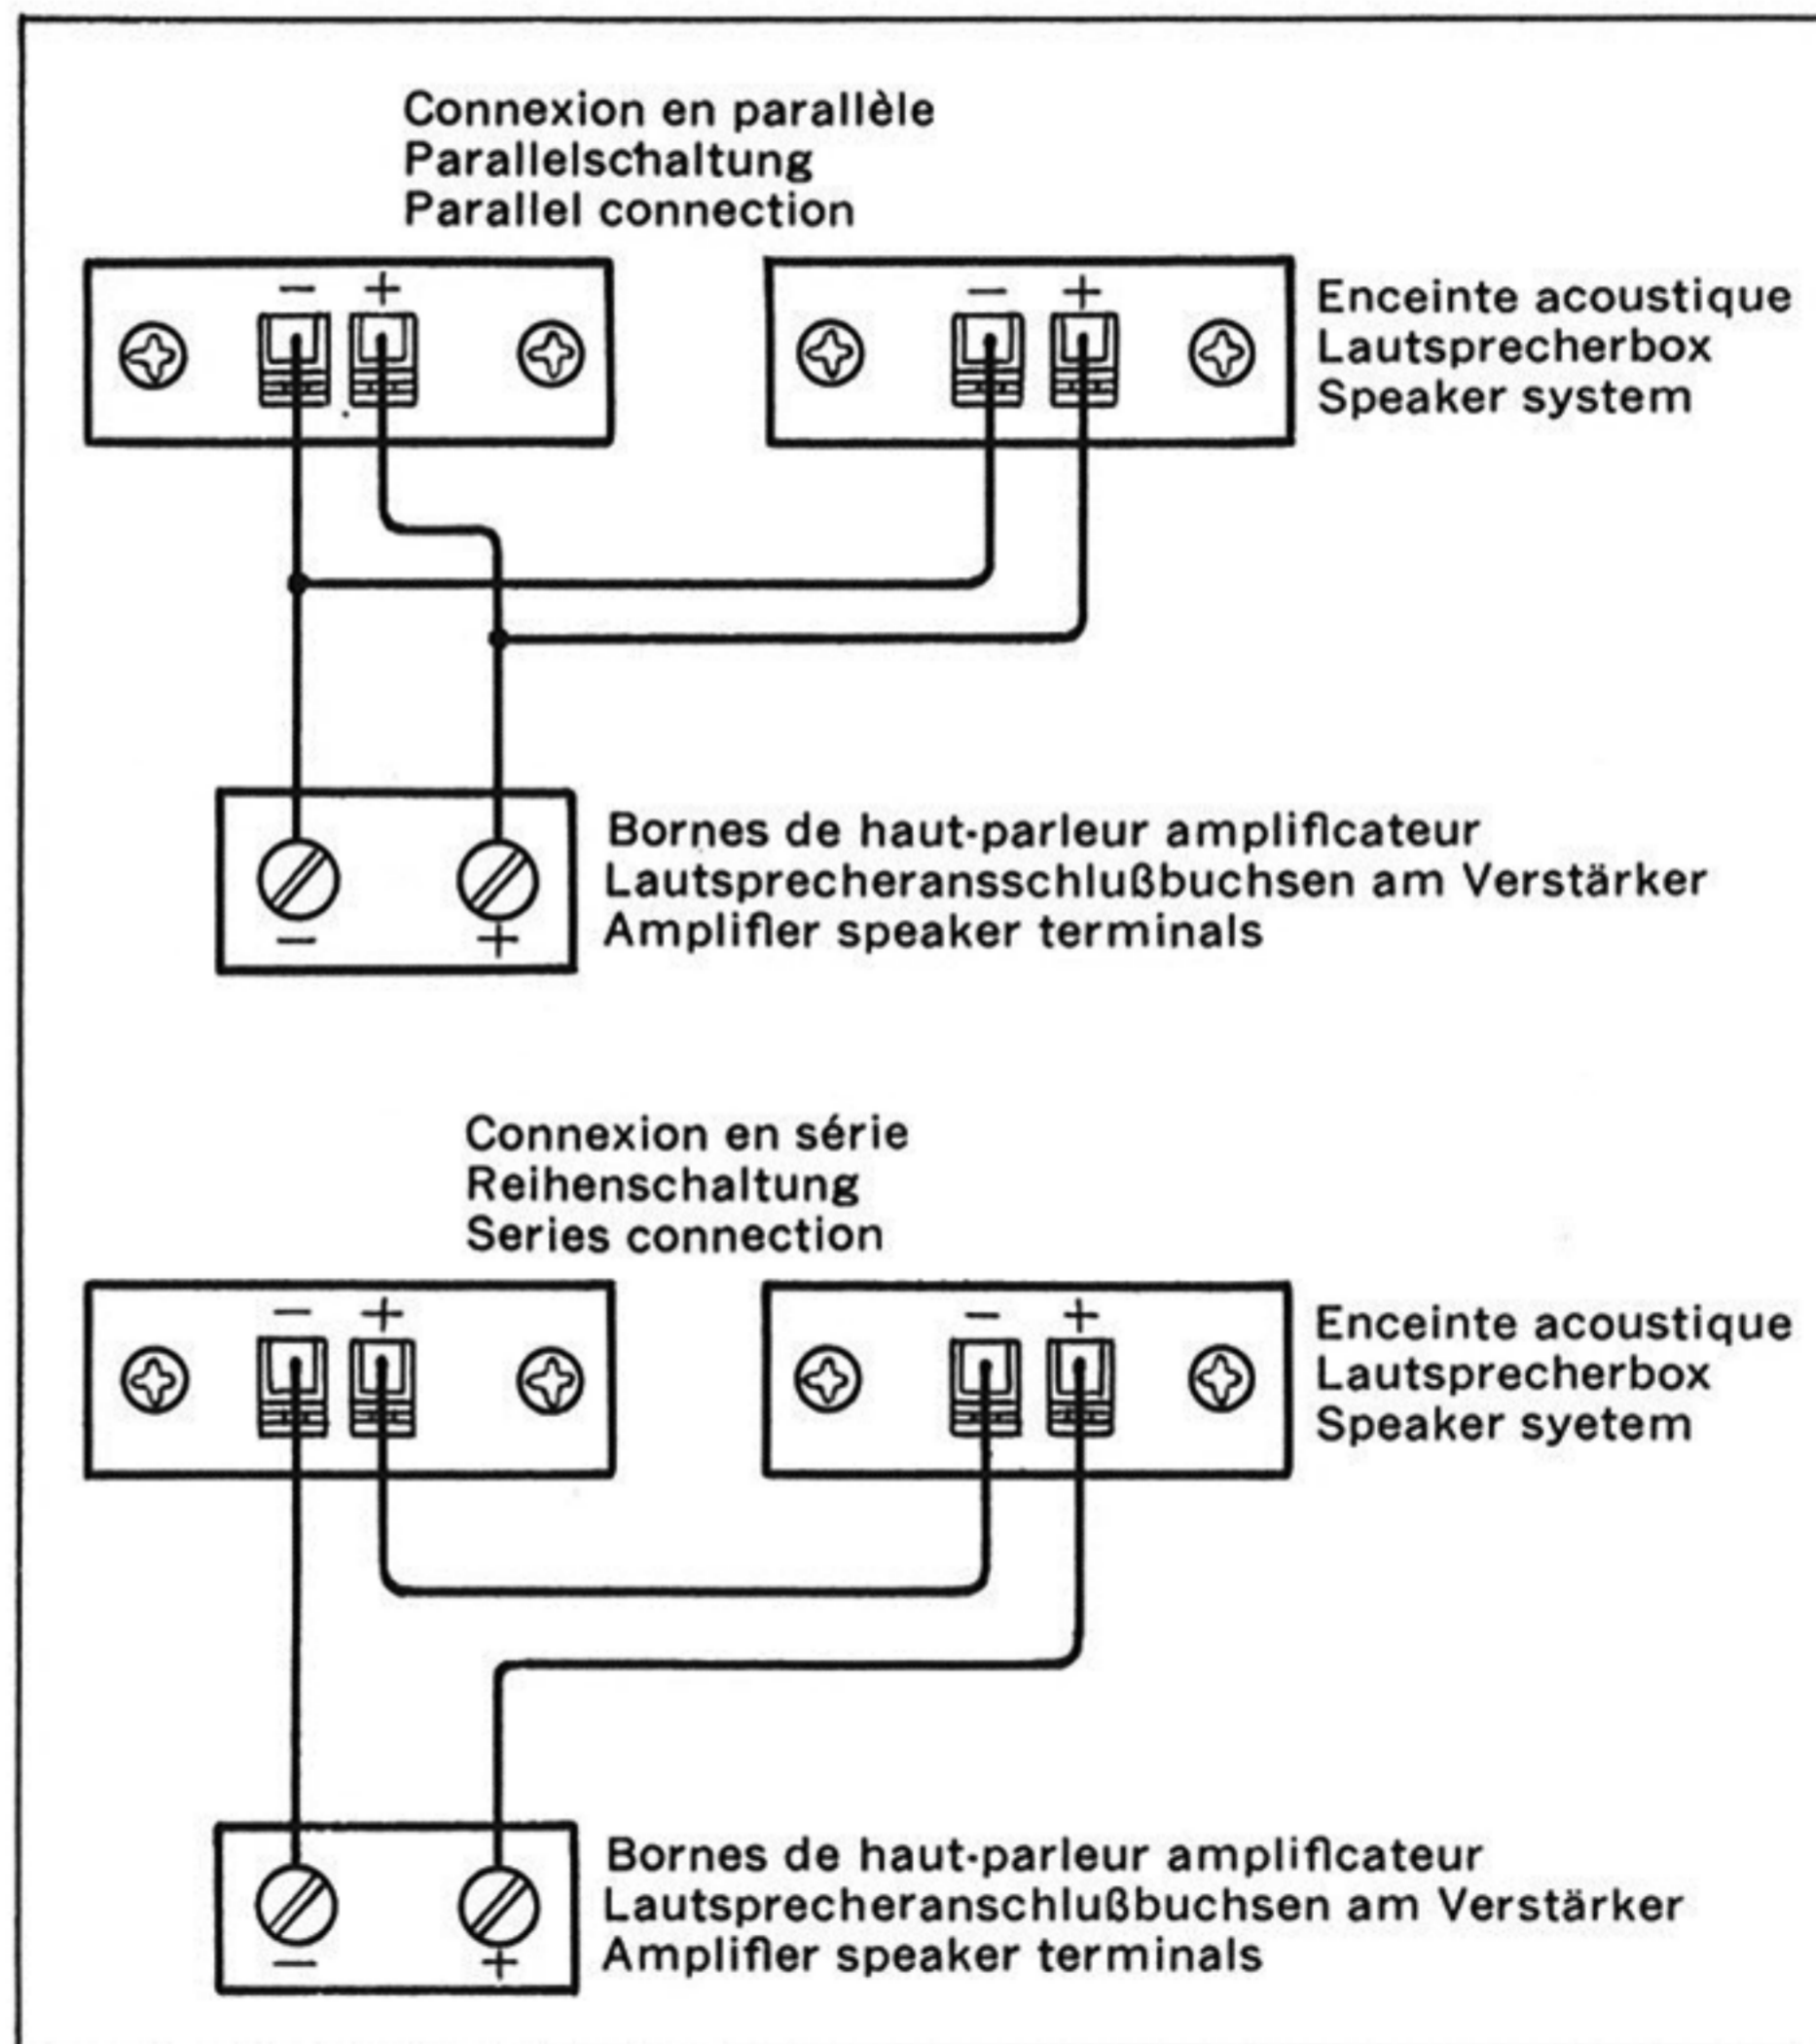 Connexion en parallèle
Parallelschaltung
Parallel connection
− + − +
Enceinte acoustique
Lautsprecherbox
Speaker system
Bornes de haut-parleur amplificateur
Lautsprecheransschlußbuchsen am Verstärker
Amplifier speaker terminals
− +
Connexion en série
Reihenschaltung
Series connection
− + − +
Enceinte acoustique
Lautsprecherbox
Speaker syetem
Bornes de haut-parleur amplificateur
Lautsprecheranschlußbuchsen am Verstärker
Amplifier speaker terminals
− +